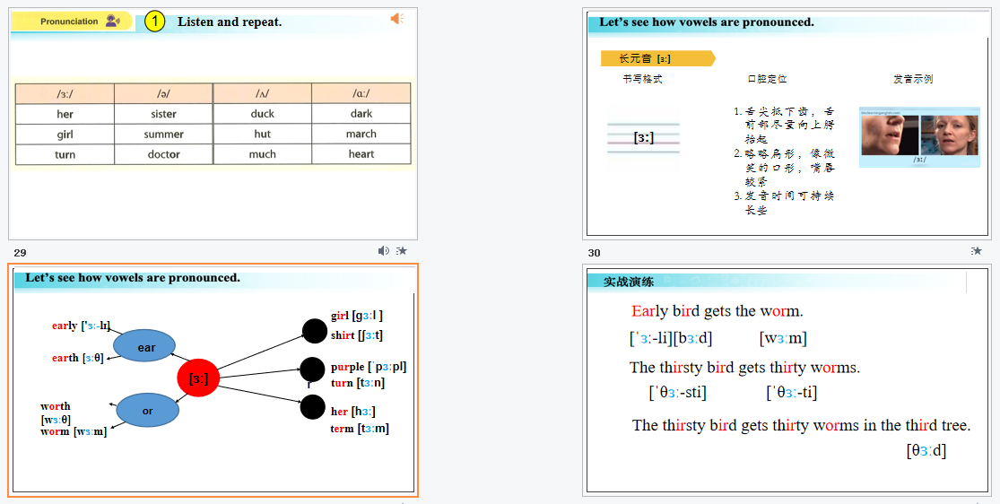 Pronunciation
1 Listen and repeat.
/ɜː/ /ə/ /ʌ/ /ɑː/
her sister duck dark
girl summer hut march
turn doctor much heart
29
Let's see how vowels are pronounced.
长元音 [ɜː]
书写格式 口腔定位 发音示例
[ɜː]
1. 舌尖抵下齿，舌
前部尽量向上腭
抬起
2. 略略扁形，像微
笑的口形，嘴唇
较紧
3. 发音时间可持续
长些
/ɜː/
30
Let's see how vowels are pronounced.
early ['ɜː-lɪ]
earth [ɜːθ]
ear
worth
[wɜːθ]
worm [wɜːm]
or
[ɜː]
girl [gɜːl ]
shirt [ʃɜːt]
purple [ˈpɜːpl]
turn [tɜːn]
r
her [hɜː]
term [tɜːm]
实战演练
Early bird gets the worm.
[ˈɜː-li][bɜːd] [wɜːm]
The thirsty bird gets thirty worms.
[ˈθɜː-sti] [ˈθɜː-ti]
The thirsty bird gets thirty worms in the third tree.
[θɜːd]